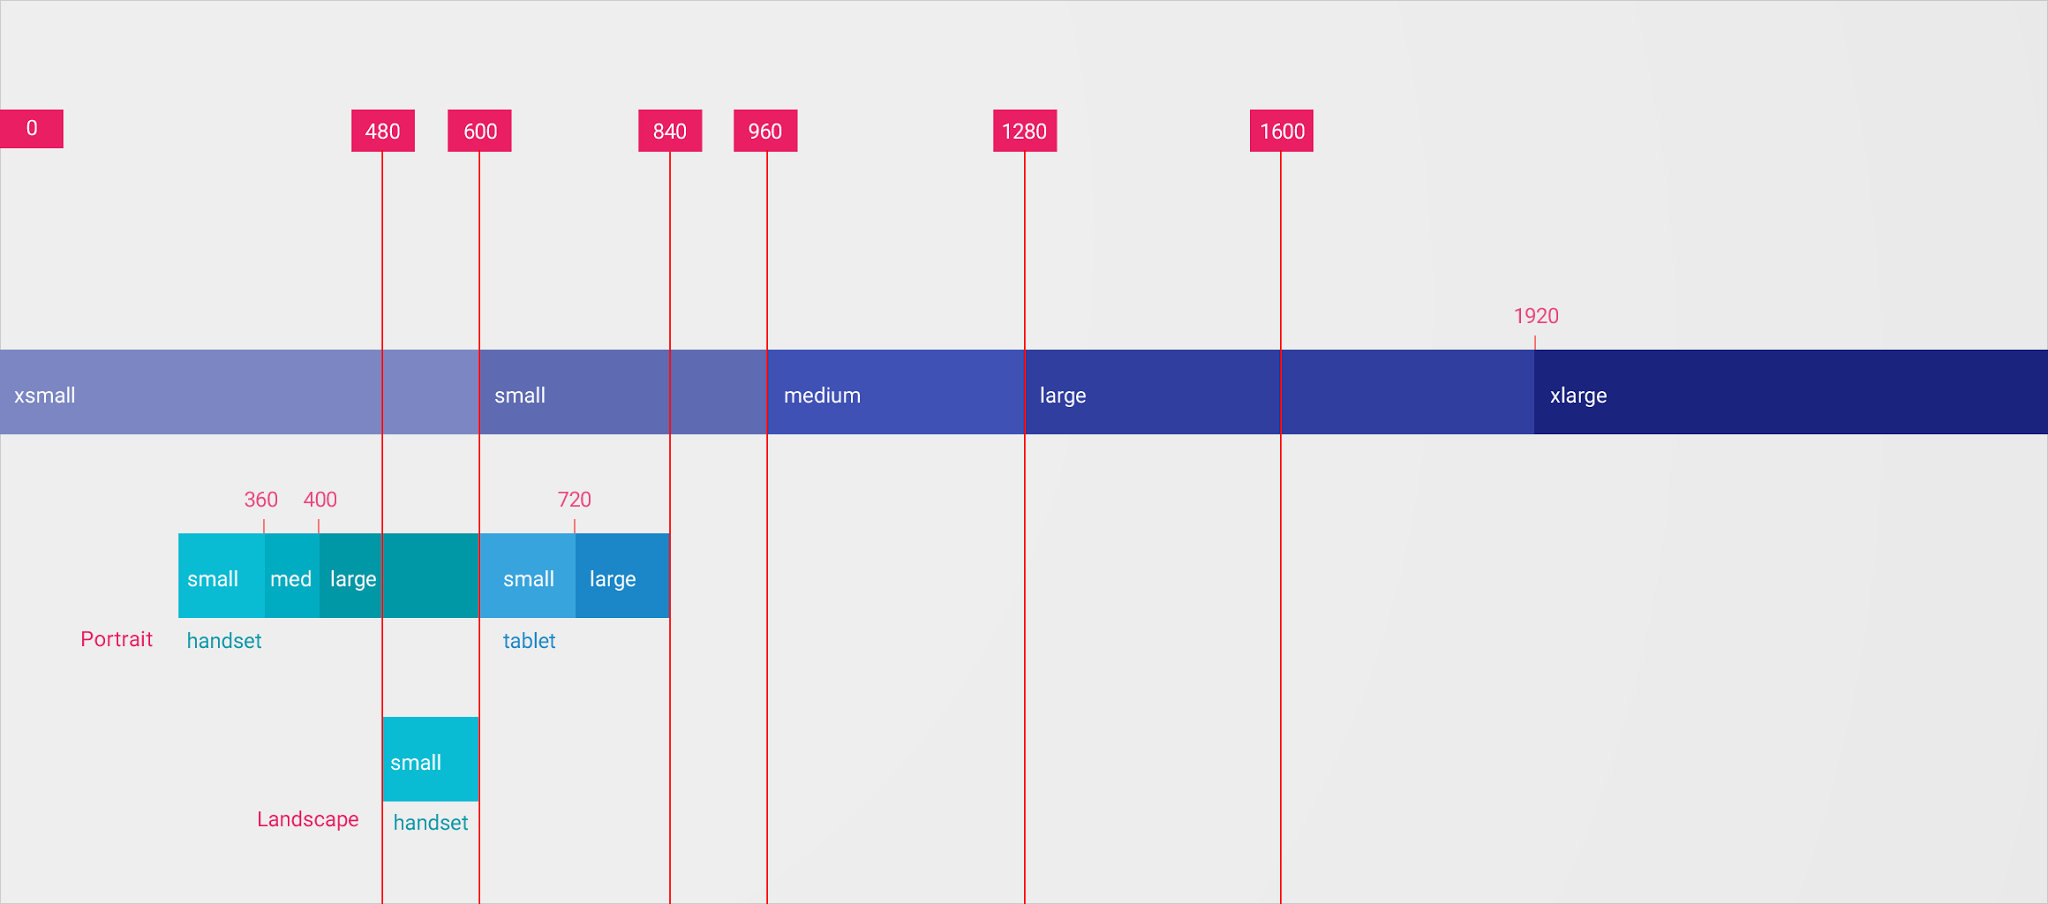 0
480
600
840
960
1280
1600
1920
xsmall
small
medium
large
xlarge
360
400
720
small
med
large
small
large
Portrait
handset
tablet
small
Landscape
handset